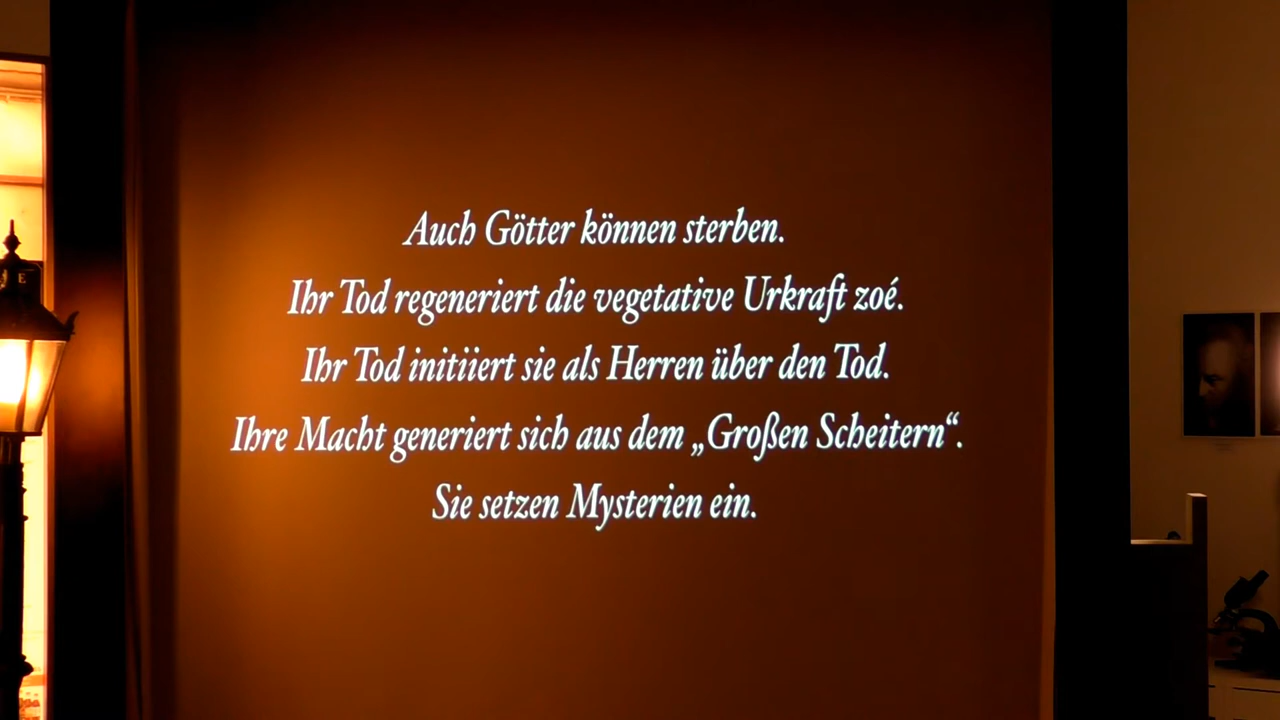 Auch Götter können sterben.
Ihr Tod regeneriert die vegetative Urkraft zoé.
Ihr Tod initiiert sie als Herren über den Tod.
Ihre Macht generiert sich aus dem „Großen Scheitern“.
Sie setzen Mysterien ein.